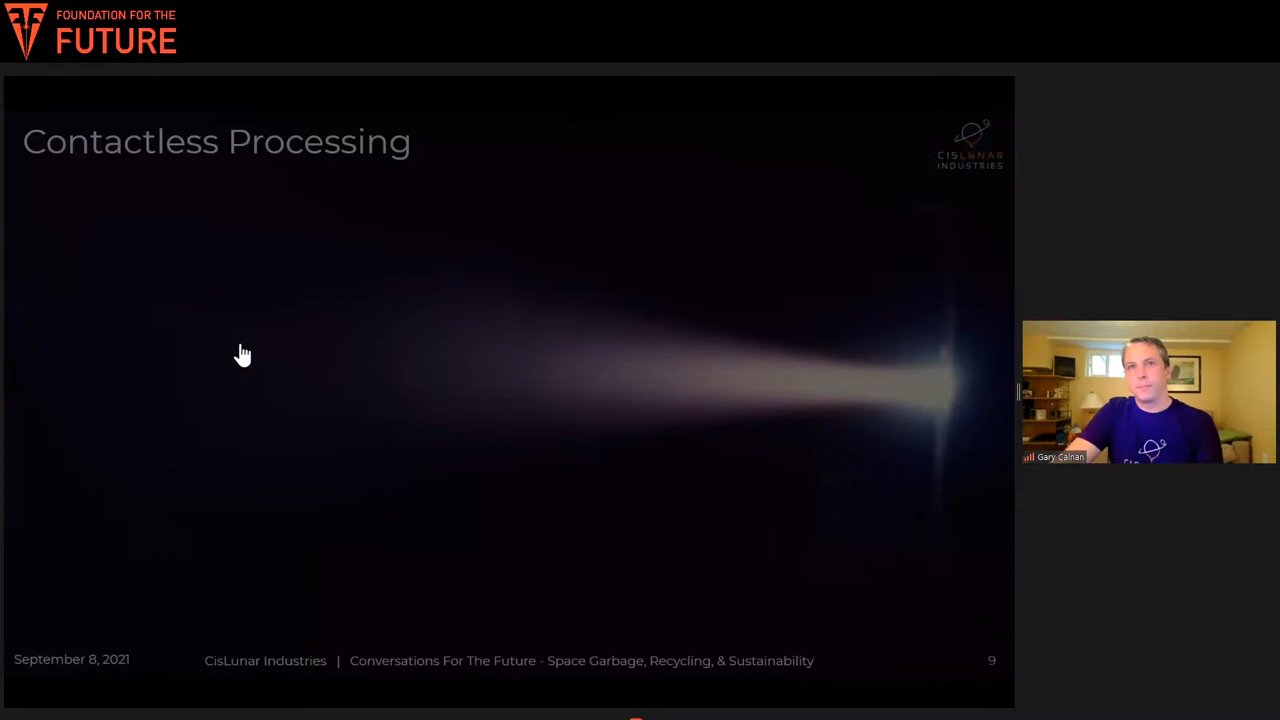 FOUNDATION FOR THE
FUTURE
Contactless Processing
CISLUNAR
INDUSTRIES
Gary Calnan
September 8, 2021
CisLunar Industries | Conversations For The Future - Space Garbage, Recycling, & Sustainability
9